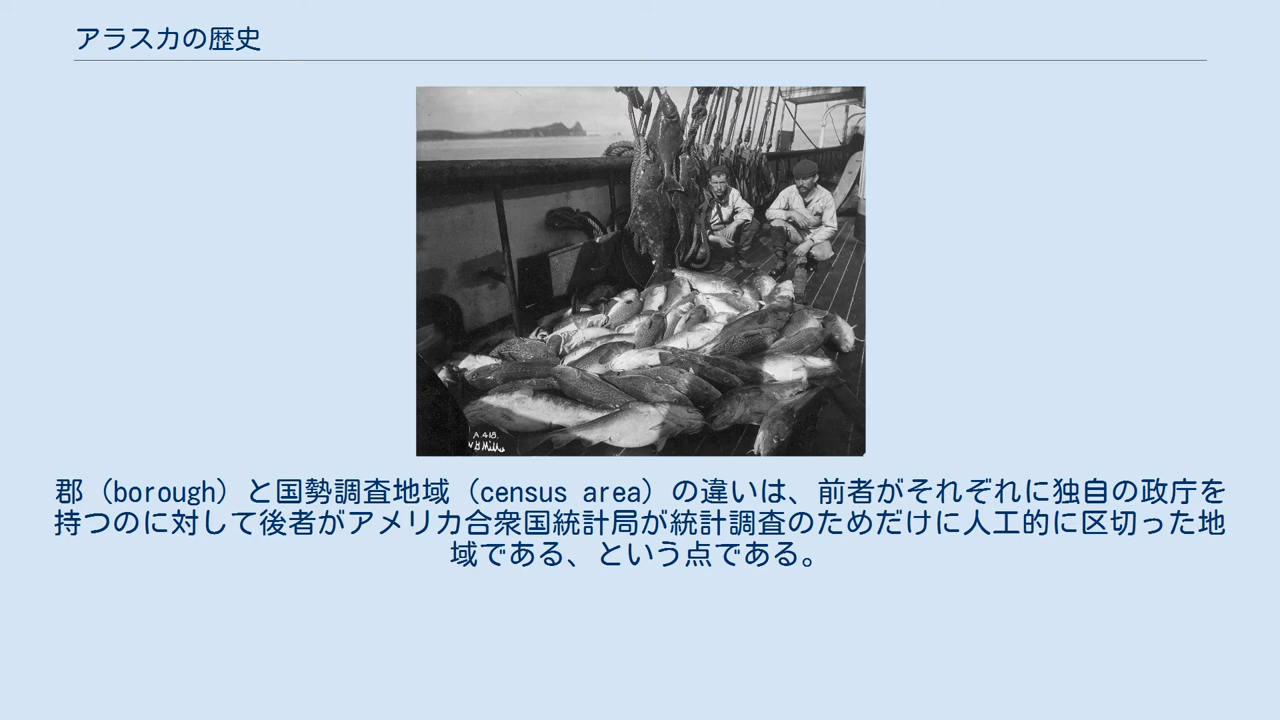 アラスカの歴史
A 418.
郡（borough）と国勢調査地域（census area）の違いは、前者がそれぞれに独自の政庁を
持つのに対して後者がアメリカ合衆国統計局が統計調査のためだけに人工的に区切った地
域である、という点である。